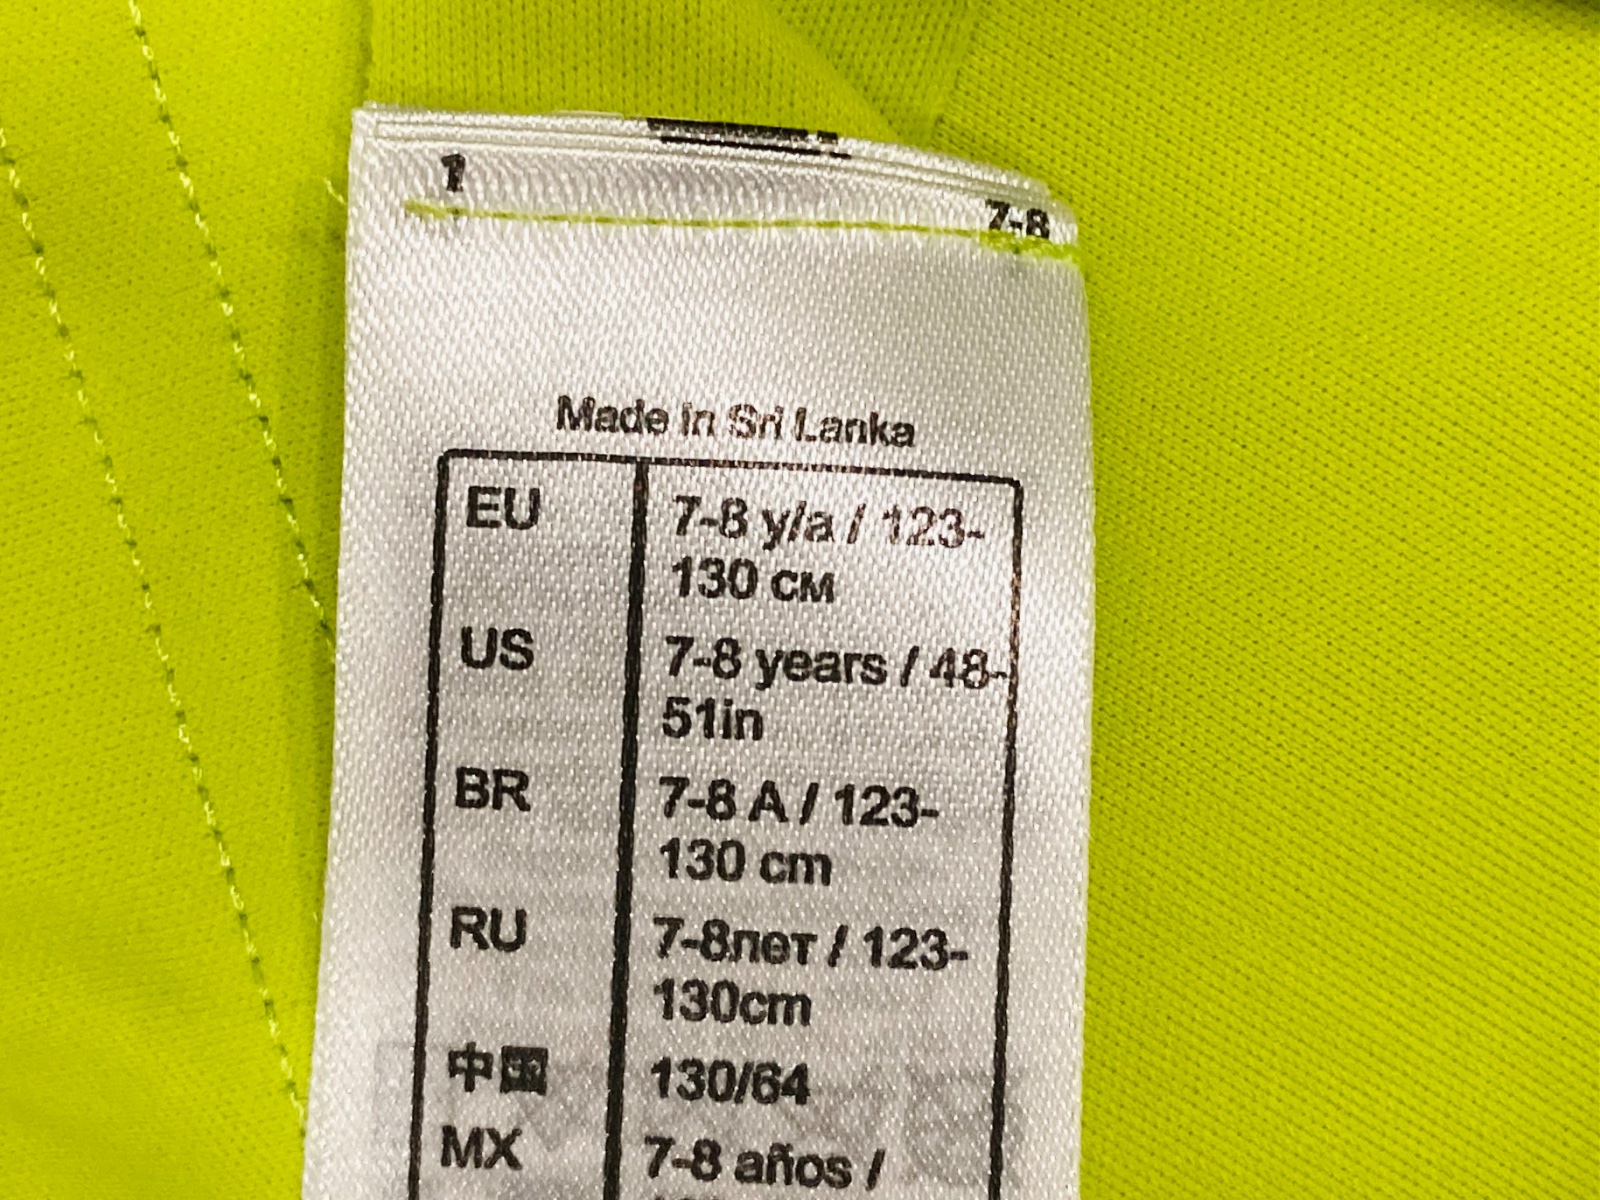 1
7-8
Made in Sri Lanka
EU 7-8 y/a / 123-
130 см
US 7-8 years / 48-
51in
BR 7-8 A / 123-
130 cm
RU 7-8лет / 123-
130cm
中国 130/64
MX 7-8 años /